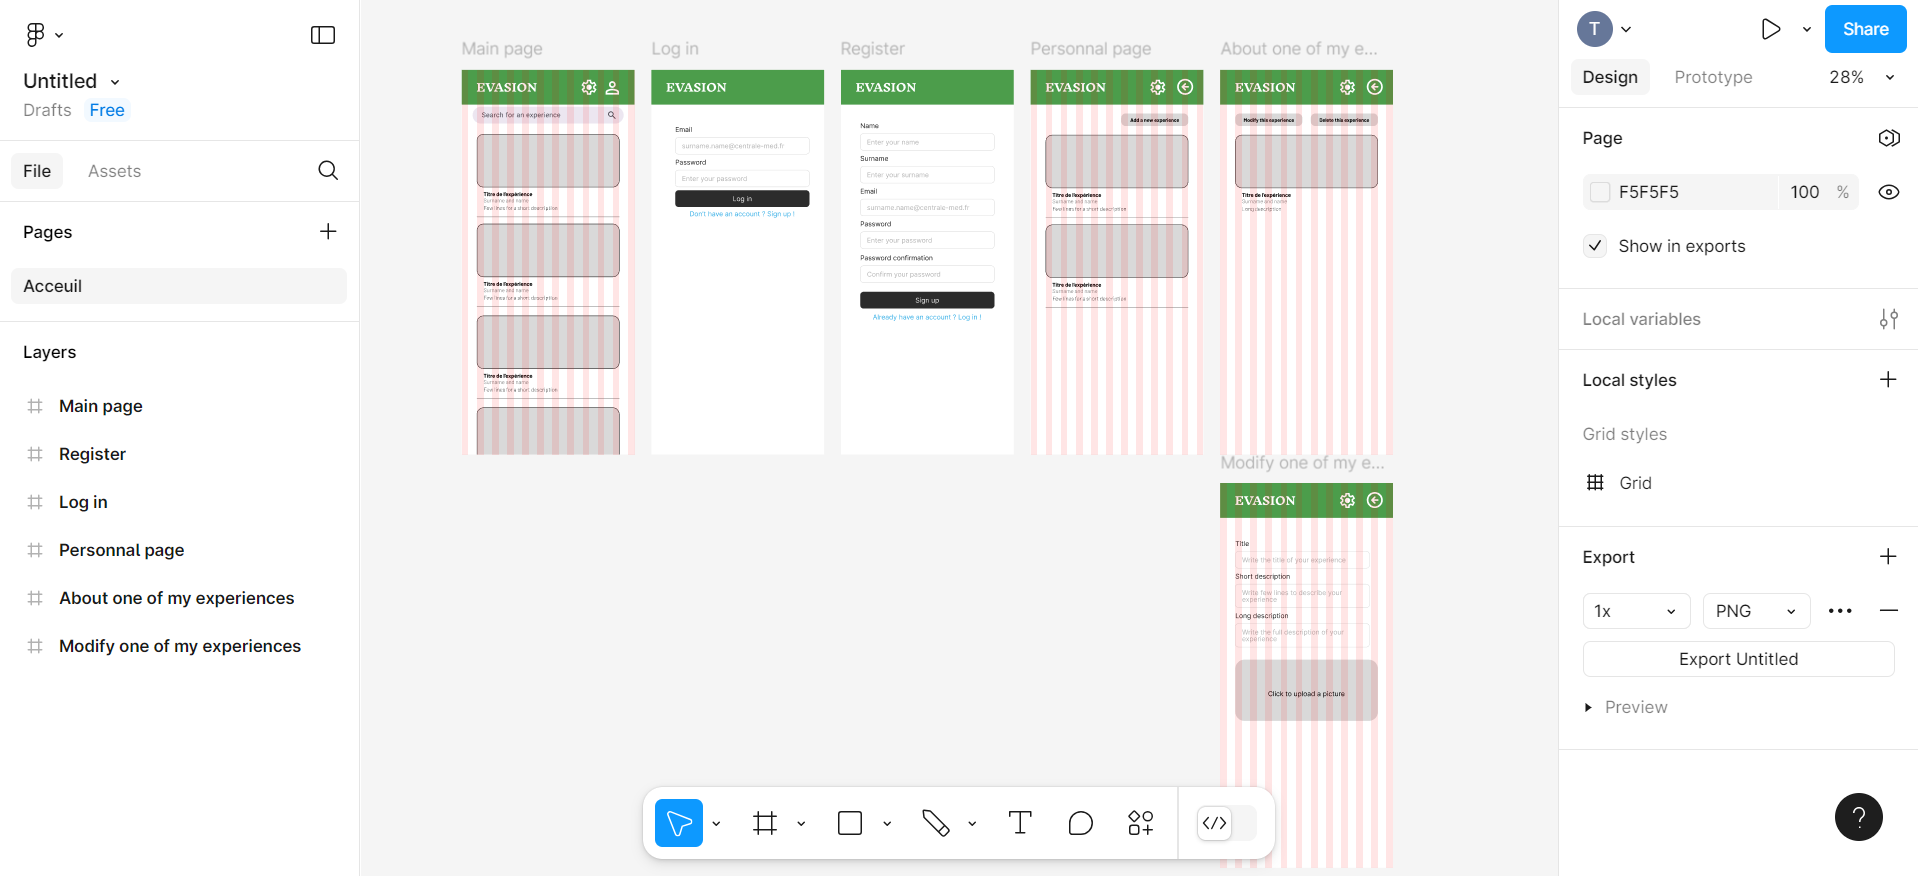 Untitled
Drafts
Free
File
Assets
Pages
Acceuil
Layers
Main page
Register
Log in
Personnal page
About one of my experiences
Modify one of my experiences
Main page
EVASION
Search for an experience
Titre de l'expérience
Surname and name
Few lines for a short description
Titre de l'expérience
Surname and name
Few lines for a short description
Titre de l'expérience
Surname and name
Few lines for a short description
Log in
EVASION
Email
surname.name@centrale-med.fr
Password
Enter your password
Log in
Don't have an account ? Sign up !
Register
EVASION
Name
Enter your name
Surname
Enter your surname
Email
surname.name@centrale-med.fr
Password
Enter your password
Password confirmation
Confirm your password
Sign up
Already have an account ? Log in !
Personnal page
EVASION
Add a new experience
Titre de l'expérience
Surname and name
Few lines for a short description
Titre de l'expérience
Surname and name
Few lines for a short description
About one of my e...
EVASION
Modify this experience
Delete this experience
Titre de l'expérience
Surname and name
Long description
Modify one of my e...
EVASION
Title
Write the title of your experience
Short description
Write few lines to describe your
experience
Long description
Write the full description of your
experience
Click to upload a picture
T
Share
Design
Prototype
28%
Page
F5F5F5
100
%
Show in exports
Local variables
Local styles
Grid styles
Grid
Export
1x
PNG
Export Untitled
Preview
?